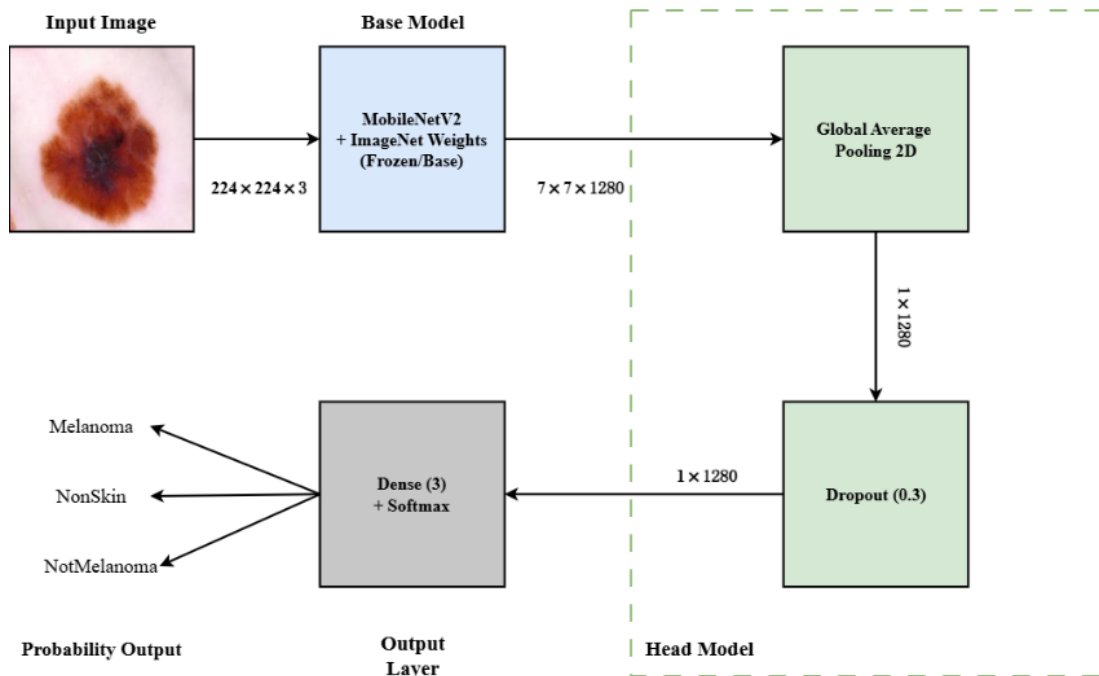 Input Image
Base Model
MobileNetV2
+ ImageNet Weights
(Frozen/Base)
Global Average
Pooling 2D
224 × 224 × 3
7 × 7 × 1280
1 × 1280
Melanoma
NonSkin
NotMelanoma
Dense (3)
+ Softmax
1 × 1280
Dropout (0.3)
Probability Output
Output
Layer
Head Model